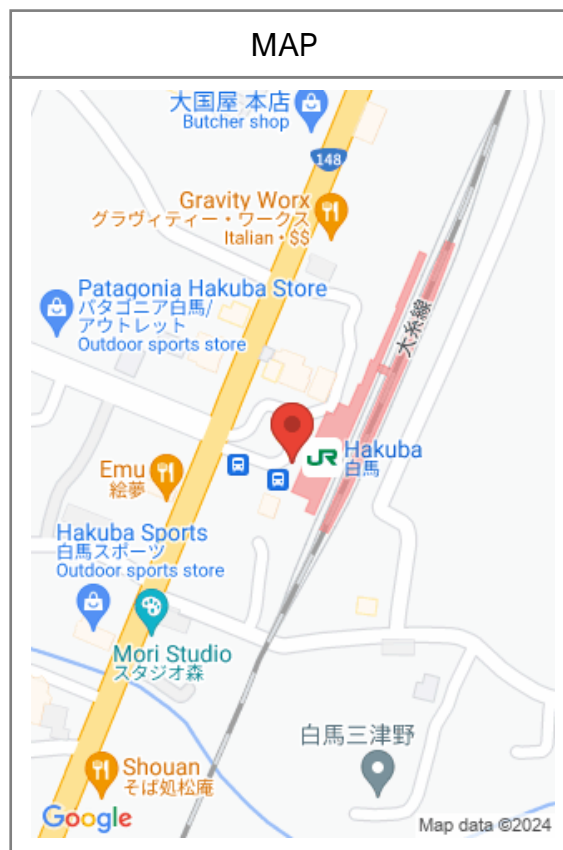 MAP
大国屋 本店
Butcher shop
148
Gravity Worx
グラヴィティー・ワークス
Italian・$$
Patagonia Hakuba Store
パタゴニア白馬/
アウトレット
Outdoor sports store
大糸線
JR
Hakuba
白馬
Emu
絵夢
Hakuba Sports
白馬スポーツ
Outdoor sports store
Mori Studio
スタジオ森
白馬三津野
Shouan
そば処松庵
Google
Map data ©2024